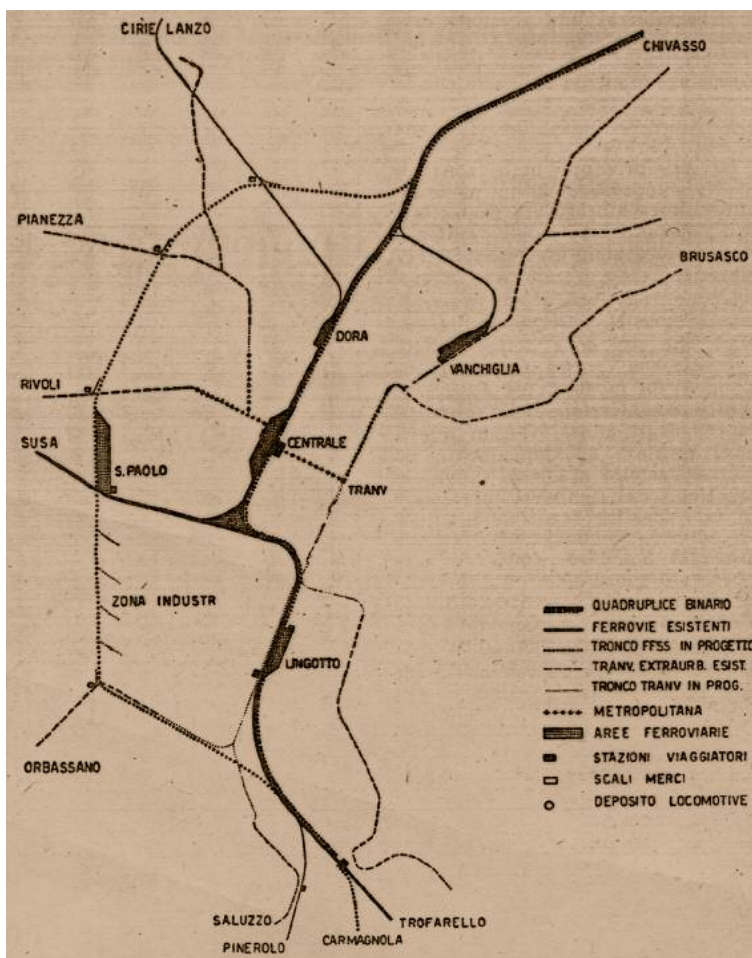 CIRIE LANZO
CHIVASSO
PIANEZZA
BRUSASCO
DORA
VANCHIGLIA
RIVOLI
SUSA
CENTRALE
S. PAOLO
TRANV
ZONA INDUSTR
LINGOTTO
ORBASSANO
SALUZZO
PINEROLO
CARMAGNOLA
TROFARELLO
QUADRUPLICE BINARIO
FERROVIE ESISTENTI
TRONCO FFSS IN PROGETTO
TRANV. EXTRAURB. ESIST.
TRONCO TRANV IN PROG.
METROPOLITANA
AREE FERROVIARIE
STAZIONI VIAGGIATORI
SCALI MERCI
DEPOSITO LOCOMOTIVE